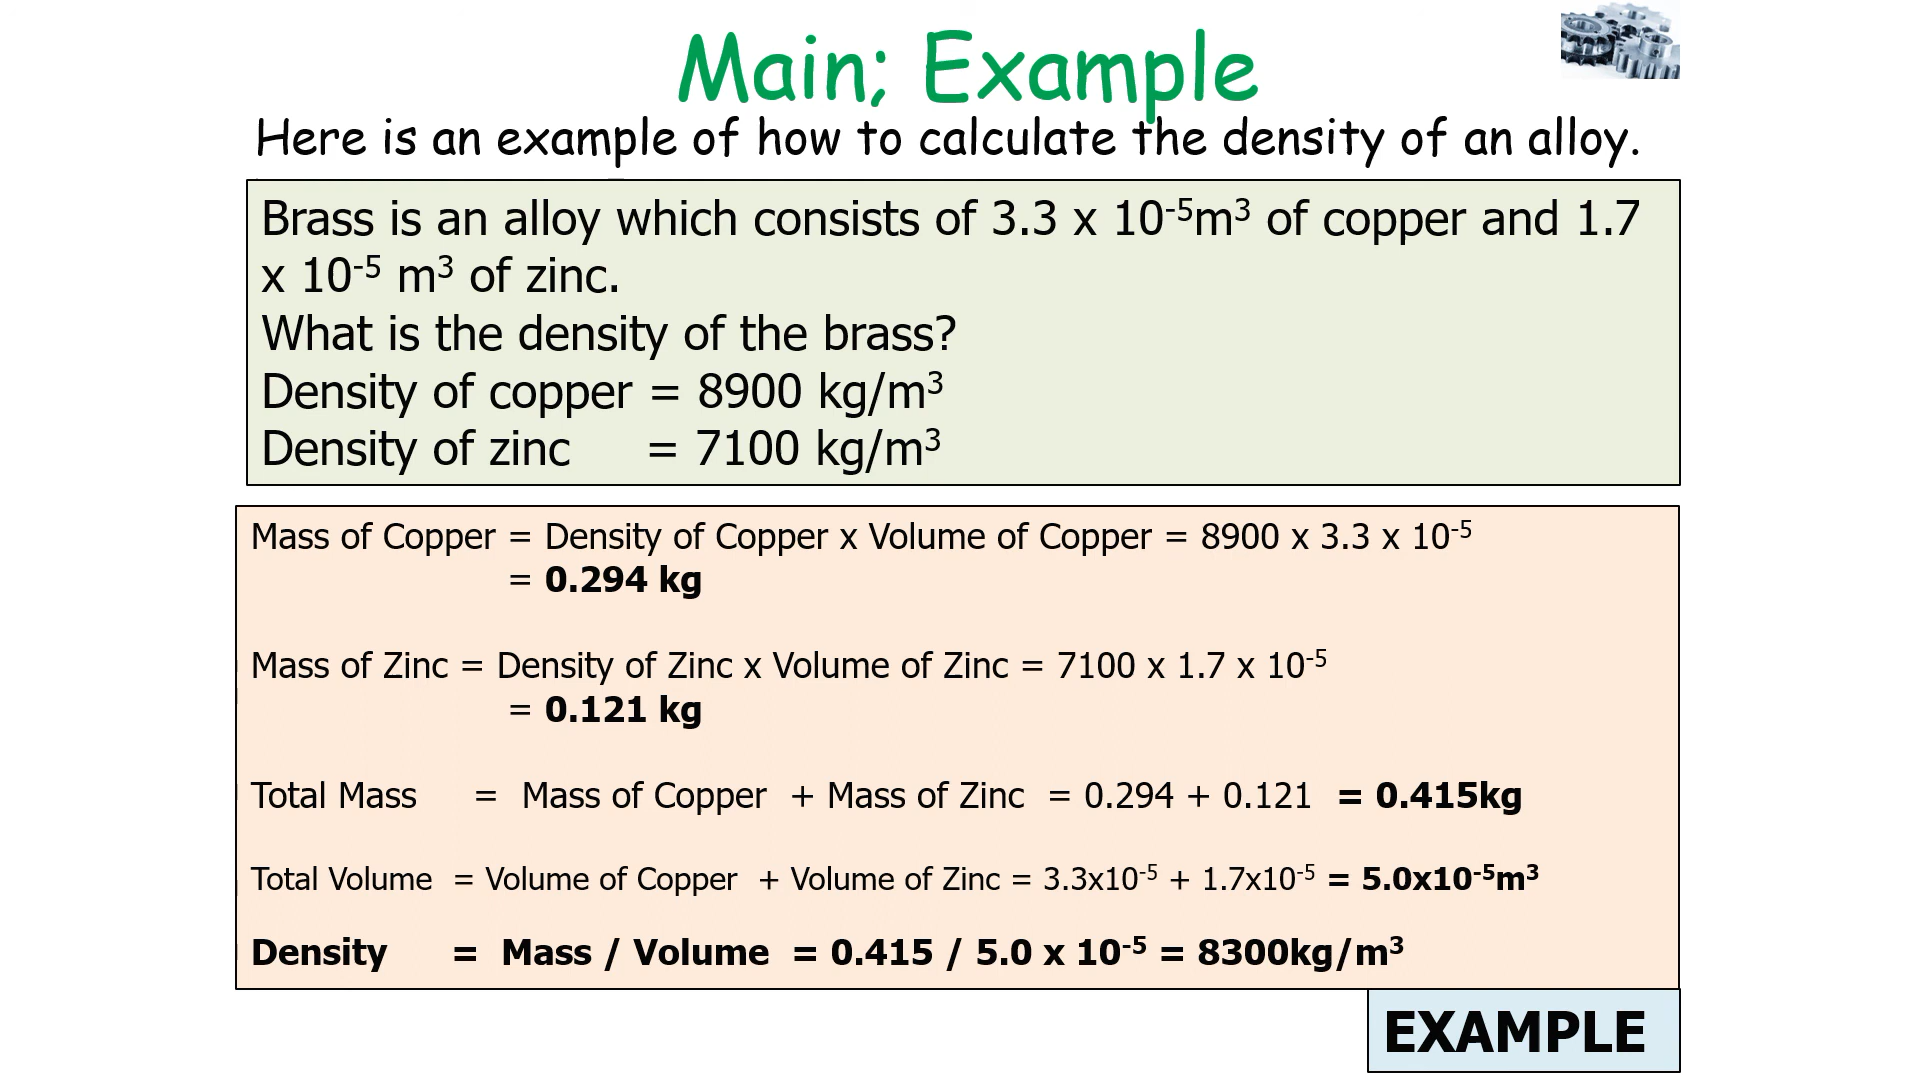 Main; Example
Here is an example of how to calculate the density of an alloy.
Brass is an alloy which consists of 3.3 x 10⁻⁵m³ of copper and 1.7
x 10⁻⁵ m³ of zinc.
What is the density of the brass?
Density of copper = 8900 kg/m³
Density of zinc = 7100 kg/m³
Mass of Copper = Density of Copper x Volume of Copper = 8900 x 3.3 x 10⁻⁵
= 0.294 kg
Mass of Zinc = Density of Zinc x Volume of Zinc = 7100 x 1.7 x 10⁻⁵
= 0.121 kg
Total Mass = Mass of Copper + Mass of Zinc = 0.294 + 0.121 = 0.415kg
Total Volume = Volume of Copper + Volume of Zinc = 3.3x10⁻⁵ + 1.7x10⁻⁵ = 5.0x10⁻⁵m³
Density = Mass / Volume = 0.415 / 5.0 x 10⁻⁵ = 8300kg/m³
EXAMPLE